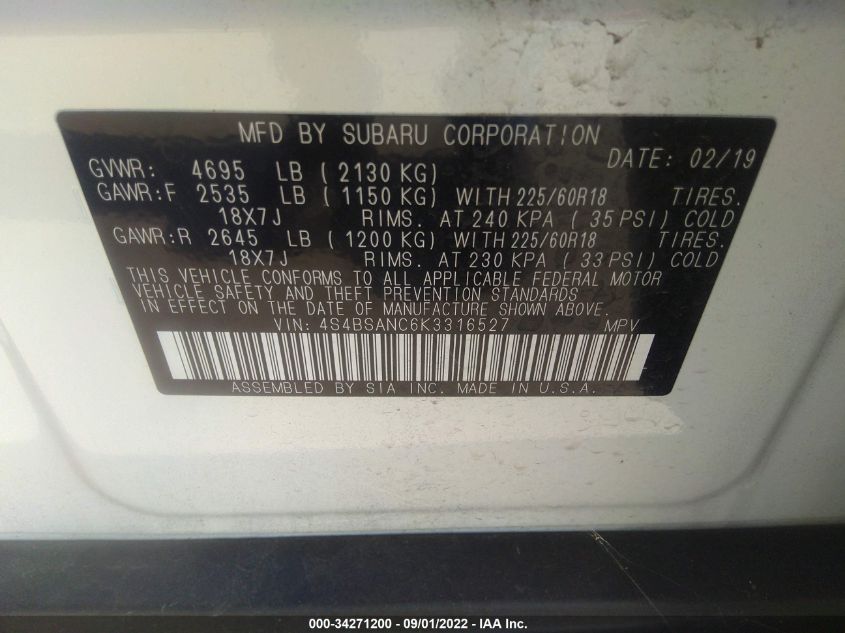 MFD BY SUBARU CORPORATION
DATE: 02/19
GVWR: 4695 LB ( 2130 KG)
GAWR:F 2535 LB ( 1150 KG) WITH 225/60R18 TIRES.
18X7J RIMS. AT 240 KPA ( 35 PSI) COLD
GAWR:R 2645 LB ( 1200 KG) WITH 225/60R18 TIRES.
18X7J RIMS. AT 230 KPA ( 33 PSI) COLD
THIS VEHICLE CONFORMS TO ALL APPLICABLE FEDERAL MOTOR
VEHICLE SAFETY AND THEFT PREVENTION STANDARDS
IN EFFECT ON THE DATE OF MANUFACTURE SHOWN ABOVE.
VIN: 4S4BSANC6K3316527 MPV
ASSEMBLED BY SIA INC. MADE IN U.S.A.
000-34271200 - 09/01/2022 - IAA Inc.